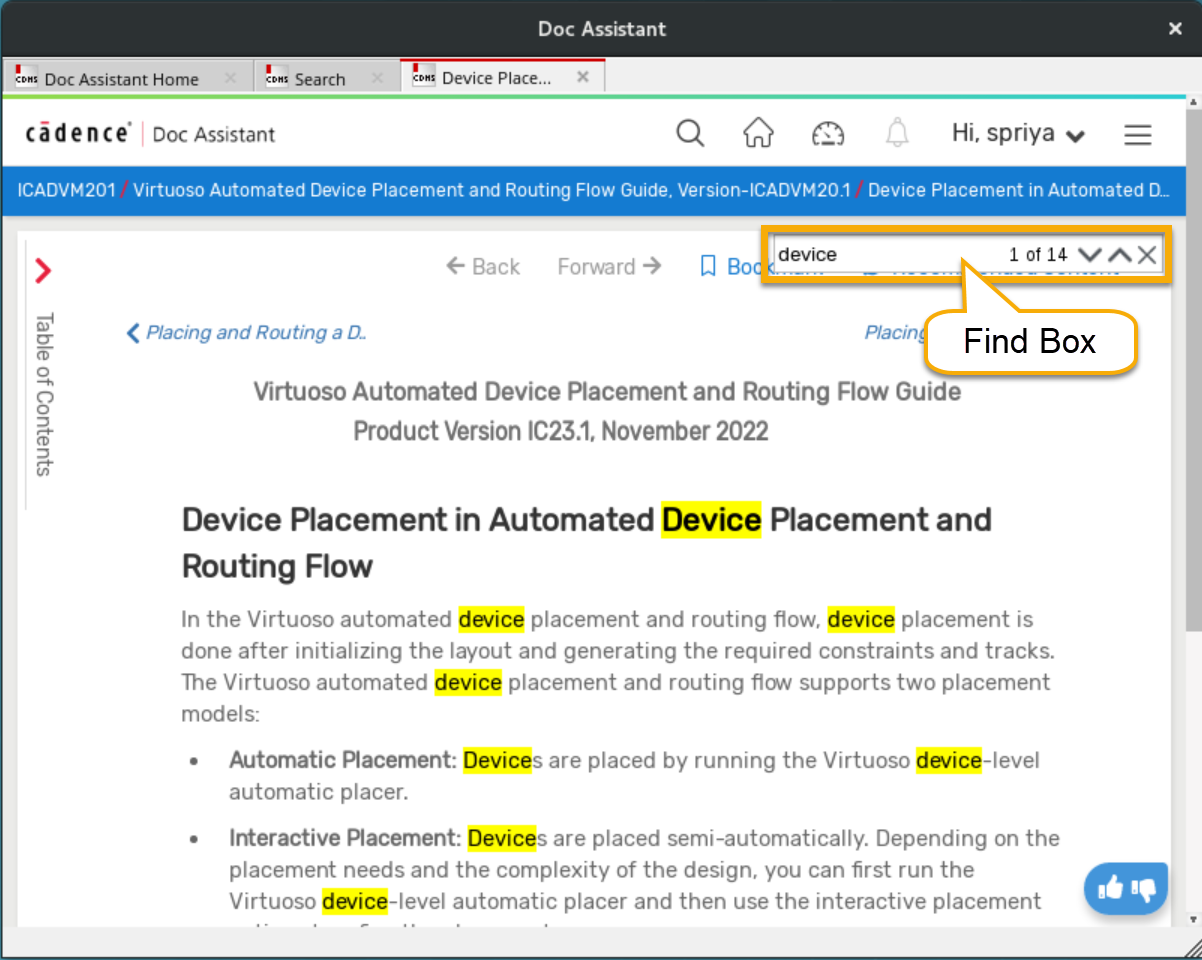 Doc Assistant
CDMS Doc Assistant Home
CDMS Search
CDMS Device Place...
cādence® Doc Assistant
Hi, spriya
ICADVM201 / Virtuoso Automated Device Placement and Routing Flow Guide, Version-ICADVM20.1 / Device Placement in Automated D...
← Back Forward →
device 1 of 14
Find Box
Table of Contents
Placing and Routing a D..
Placing
Virtuoso Automated Device Placement and Routing Flow Guide
Product Version IC23.1, November 2022
Device Placement in Automated Device Placement and
Routing Flow
In the Virtuoso automated device placement and routing flow, device placement is
done after initializing the layout and generating the required constraints and tracks.
The Virtuoso automated device placement and routing flow supports two placement
models:
• Automatic Placement: Devices are placed by running the Virtuoso device-level
automatic placer.
• Interactive Placement: Devices are placed semi-automatically. Depending on the
placement needs and the complexity of the design, you can first run the
Virtuoso device-level automatic placer and then use the interactive placement